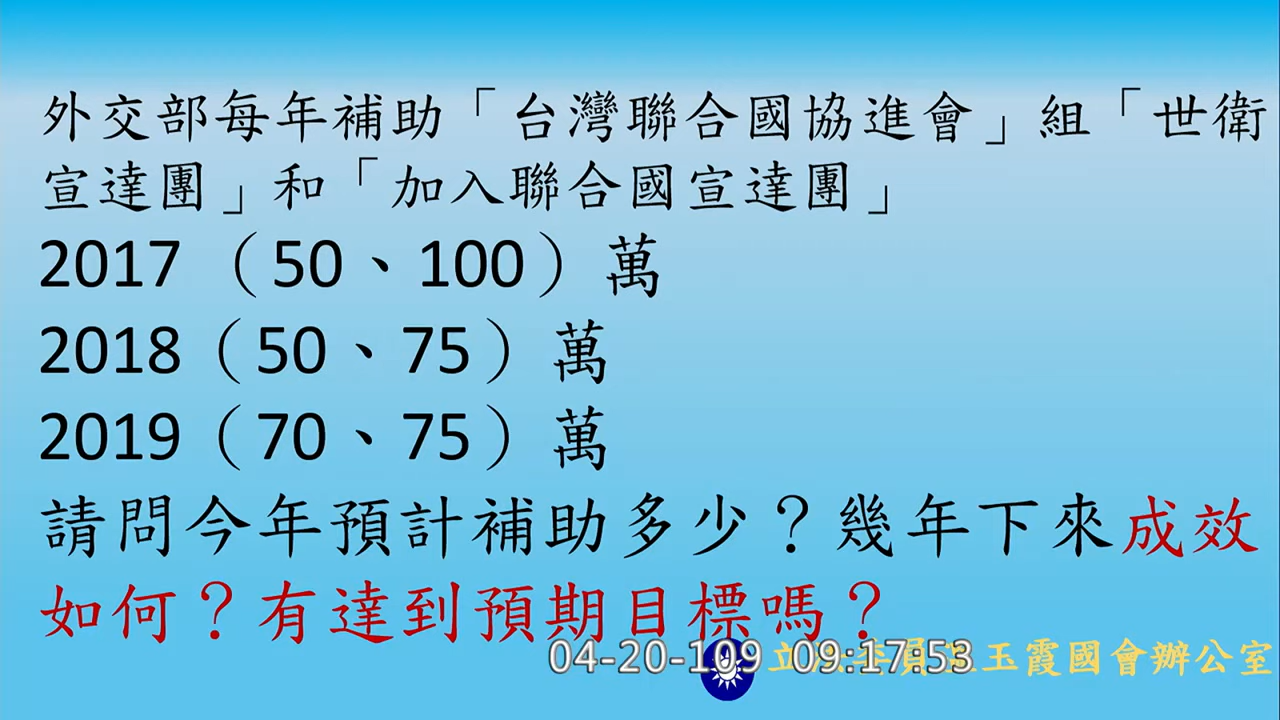 外交部每年補助「台灣聯合國協進會」組「世衛
宣達團」和「加入聯合國宣達團」
2017（50、100）萬
2018（50、75）萬
2019（70、75）萬
請問今年預計補助多少？幾年下來成效
如何？有達到預期目標嗎？
04-20-109 09:17:53
立法委員 玉霞國會辦公室